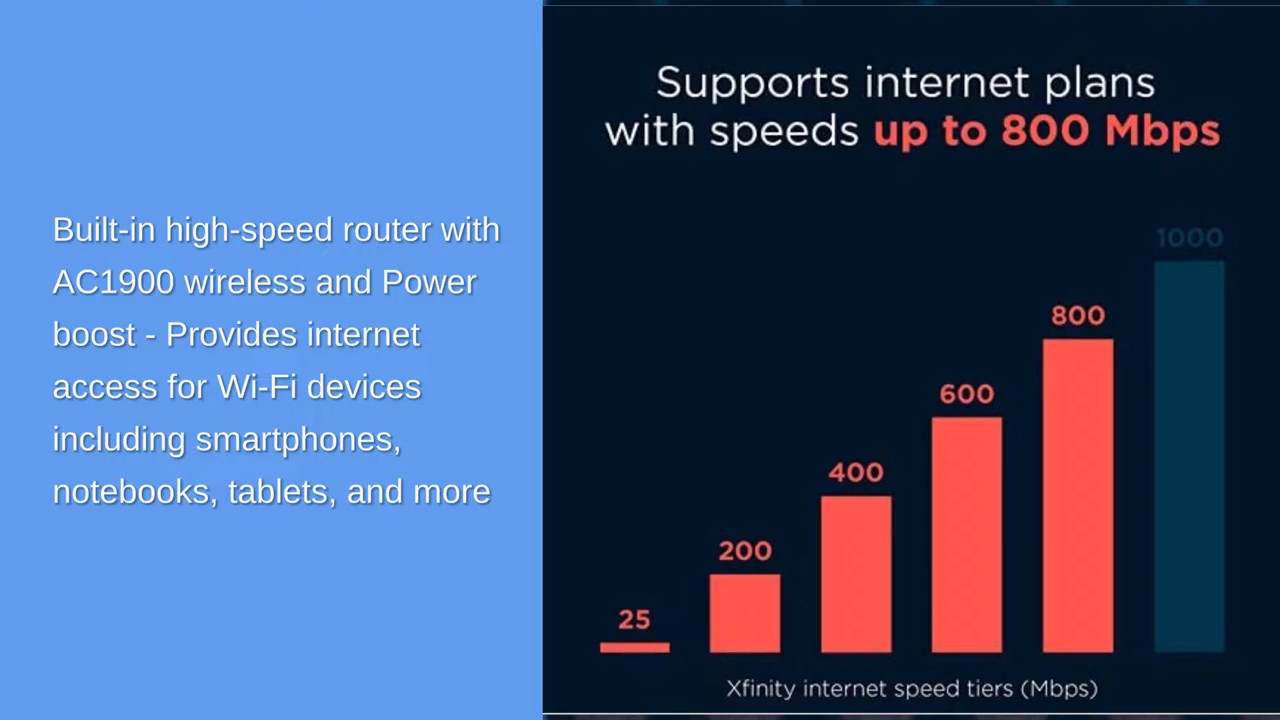 Built-in high-speed router with
AC1900 wireless and Power
boost - Provides internet
access for Wi-Fi devices
including smartphones,
notebooks, tablets, and more
Supports internet plans
with speeds up to 800 Mbps
1000
800
600
400
200
25
Xfinity internet speed tiers (Mbps)